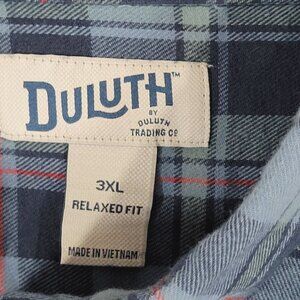 DULUTH™
BY
DULUTH
TRADING CO
3XL
RELAXED FIT
MADE IN VIETNAM